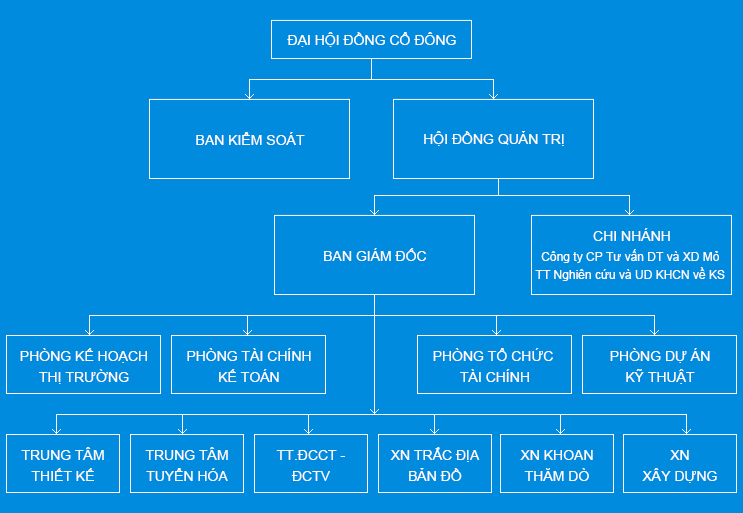 ĐẠI HỘI ĐỒNG CỔ ĐÔNG
BAN KIỂM SOÁT
HỘI ĐỒNG QUẢN TRỊ
BAN GIÁM ĐỐC
CHI NHÁNH
Công ty CP Tư vấn DT và XD Mỏ
TT Nghiên cứu và UD KHCN về KS
PHÒNG KẾ HOẠCH
THỊ TRƯỜNG
PHÒNG TÀI CHÍNH
KẾ TOÁN
PHÒNG TỔ CHỨC
TÀI CHÍNH
PHÒNG DỰ ÁN
KỸ THUẬT
TRUNG TÂM
THIẾT KẾ
TRUNG TÂM
TUYỂN HÓA
TT.ĐCCT -
ĐCTV
XN TRẮC ĐỊA
BẢN ĐỒ
XN KHOAN
THĂM DÒ
XN
XÂY DỰNG